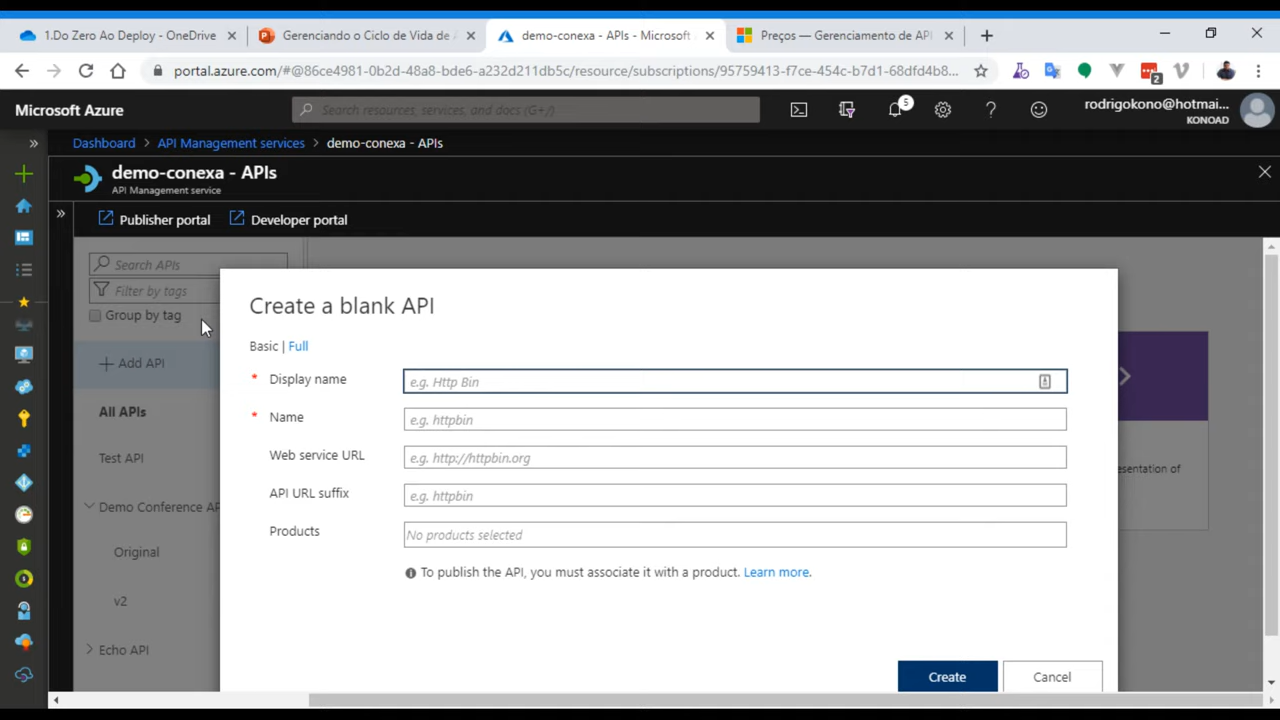 1.Do Zero Ao Deploy - OneDrive
Gerenciando o Ciclo de Vida de A
demo-conexa - APIs - Microsoft
Preços — Gerenciamento de API
portal.azure.com/#@86ce4981-0b2d-48a8-bde6-a232d211db5c/resource/subscriptions/95759413-f7ce-454c-b7d1-68dfd4b8...
2
Microsoft Azure
Search resources, services, and docs (G+/)
5
rodrigokono@hotmai...
KONOAD
Dashboard > API Management services > demo-conexa - APIs
demo-conexa - APIs
API Management service
Publisher portal
Developer portal
Search APIs
Filter by tags
Group by tag
+ Add API
All APIs
Test API
Demo Conference AP
Original
v2
Echo API
Create a blank API
Basic | Full
* Display name
e.g. Http Bin
* Name
e.g. httpbin
Web service URL
e.g. http://httpbin.org
API URL suffix
e.g. httpbin
Products
No products selected
To publish the API, you must associate it with a product. Learn more.
Create
Cancel
resentation of